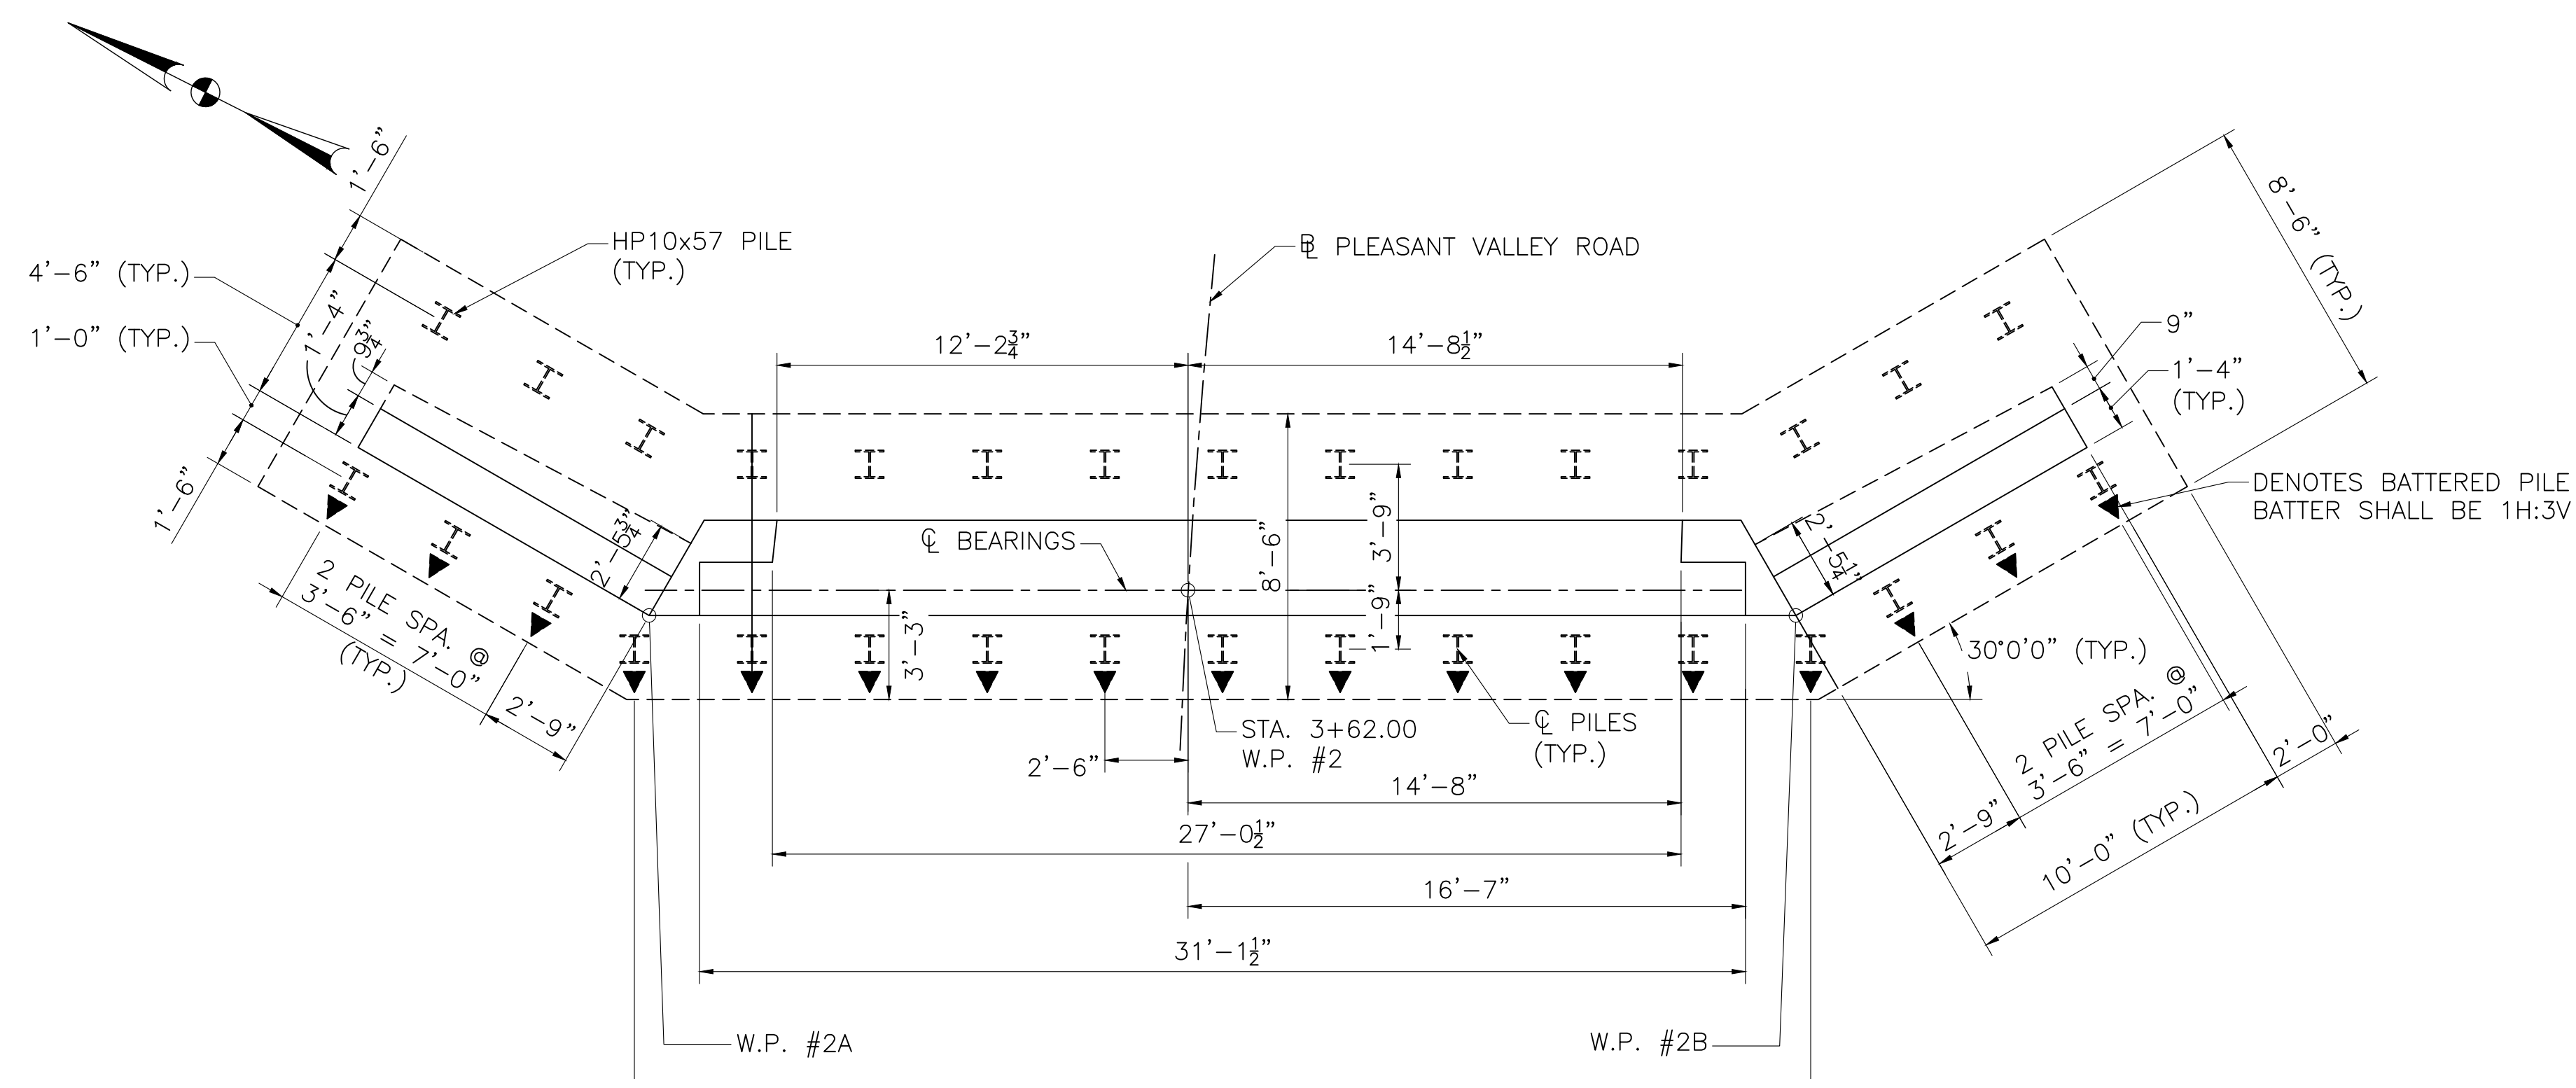 1'-6"
HP10x57 PILE
(TYP.)
℄ PLEASANT VALLEY ROAD
8'-6" (TYP.)
4'-6" (TYP.)
1'-4"
9¾"
1'-0" (TYP.)
12'-2¾"
14'-8½"
9"
1'-4"
(TYP.)
1'-6"
DENOTES BATTERED PILE
BATTER SHALL BE 1H:3V
℄ BEARINGS
8'-6"
3'-9"
1'-9"
2'-5¾"
2'-5¼"
2 PILE SPA. @
3'-6" = 7'-0"
(TYP.)
2'-9"
3'-3"
30°0'0" (TYP.)
℄ PILES
(TYP.)
STA. 3+62.00
W.P. #2
2'-6"
14'-8"
27'-0½"
16'-7"
31'-1½"
2 PILE SPA. @
3'-6" = 7'-0"
2'-0"
2'-9"
10'-0" (TYP.)
W.P. #2A
W.P. #2B